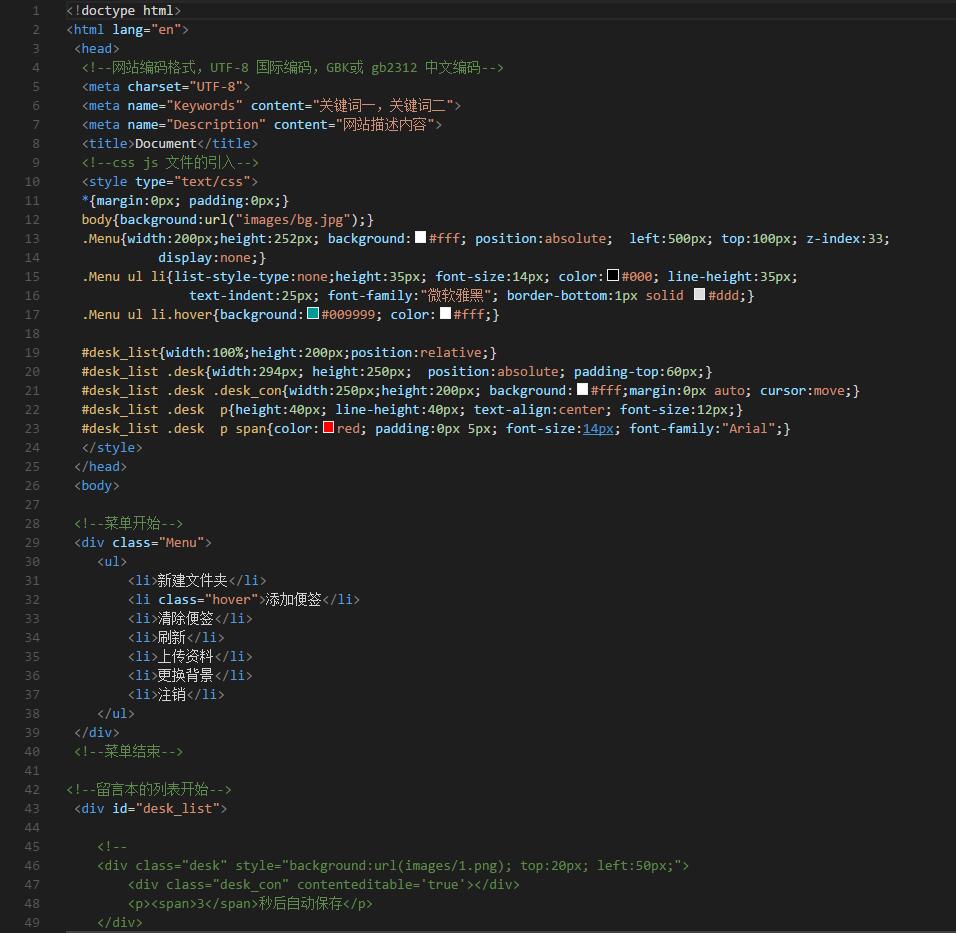 1 <!doctype html>
2 <html lang="en">
3 <head>
4 <!--网站编码格式，UTF-8 国际编码，GBK或 gb2312 中文编码-->
5 <meta charset="UTF-8">
6 <meta name="Keywords" content="关键词一，关键词二">
7 <meta name="Description" content="网站描述内容">
8 <title>Document</title>
9 <!--css js 文件的引入-->
10 <style type="text/css">
11 *{margin:0px; padding:0px;}
12 body{background:url("images/bg.jpg");}
13 .Menu{width:200px;height:252px; background:#fff; position:absolute;  left:500px; top:100px; z-index:33;
14 display:none;}
15 .Menu ul li{list-style-type:none;height:35px; font-size:14px; color:#000; line-height:35px;
16 text-indent:25px; font-family:"微软雅黑"; border-bottom:1px solid #ddd;}
17 .Menu ul li.hover{background:#009999; color:#fff;}
18
19 #desk_list{width:100%;height:200px;position:relative;}
20 #desk_list .desk{width:294px; height:250px;  position:absolute; padding-top:60px;}
21 #desk_list .desk .desk_con{width:250px;height:200px; background:#fff;margin:0px auto; cursor:move;}
22 #desk_list .desk  p{height:40px; line-height:40px; text-align:center; font-size:12px;}
23 #desk_list .desk  p span{color:red; padding:0px 5px; font-size:14px; font-family:"Arial";}
24 </style>
25 </head>
26 <body>
27
28 <!--菜单开始-->
29 <div class="Menu">
30 <ul>
31 <li>新建文件夹</li>
32 <li class="hover">添加便签</li>
33 <li>清除便签</li>
34 <li>刷新</li>
35 <li>上传资料</li>
36 <li>更换背景</li>
37 <li>注销</li>
38 </ul>
39 </div>
40 <!--菜单结束-->
41
42 <!--留言本的列表开始-->
43 <div id="desk_list">
44
45 <!--
46 <div class="desk" style="background:url(images/1.png); top:20px; left:50px;">
47 <div class="desk_con" contenteditable='true'></div>
48 <p><span>3</span>秒后自动保存</p>
49 </div>